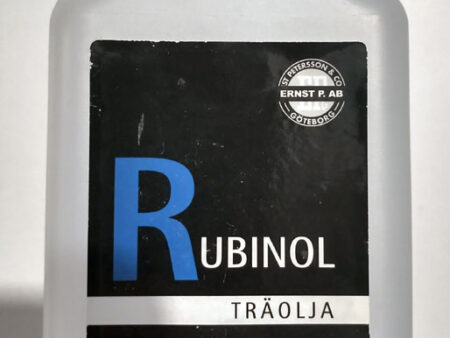 ST PETERSSON & CO
ERNST P. AB
GÖTEBORG
RUBINOL
TRÄOLJA